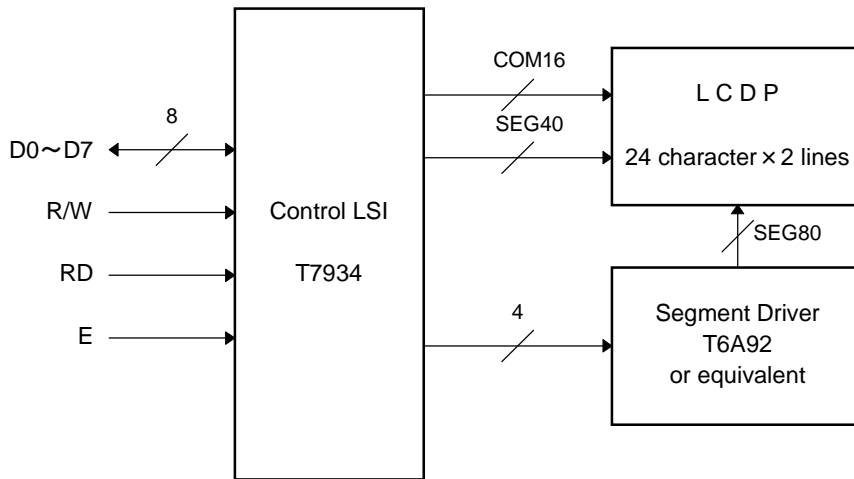 COM16
L C D P
8
SEG40
D0～D7
24 character × 2 lines
R/W
Control LSI
SEG80
RD
T7934
4
Segment Driver
E
T6A92
or equivalent